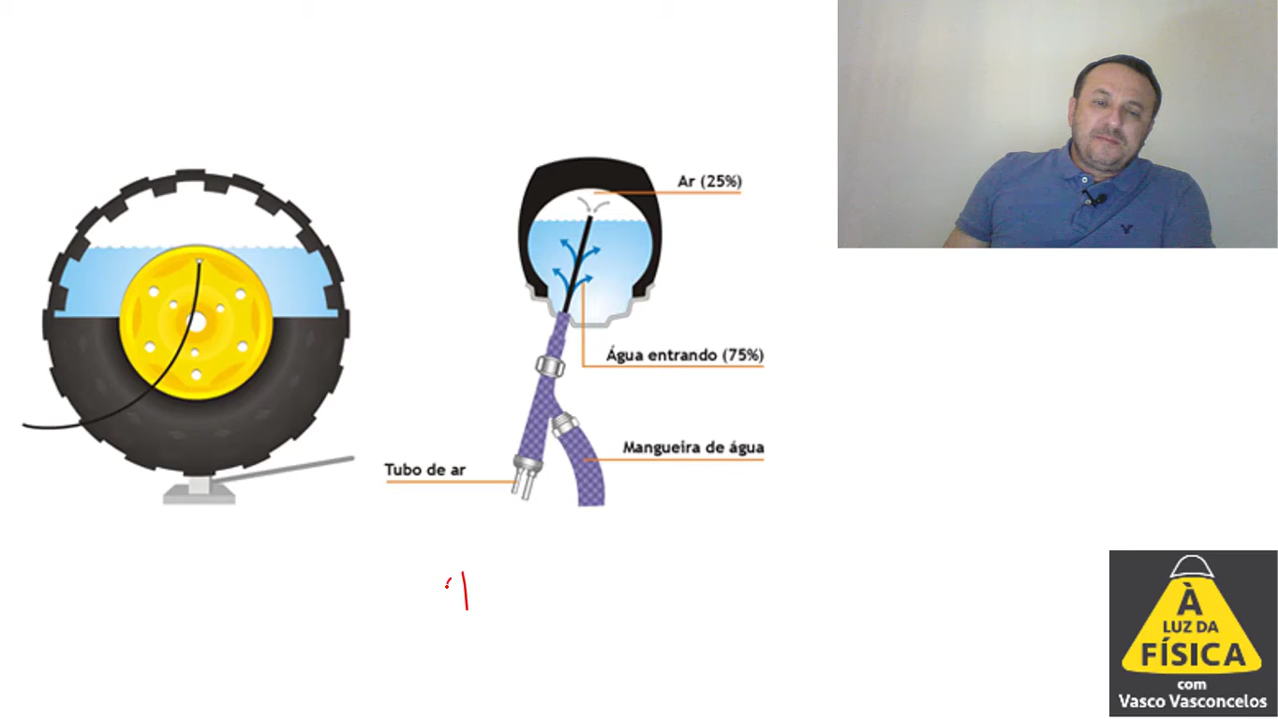 Ar (25%)
Água entrando (75%)
Mangueira de água
Tubo de ar
À
LUZ DA
FÍSICA
com
Vasco Vasconcelos